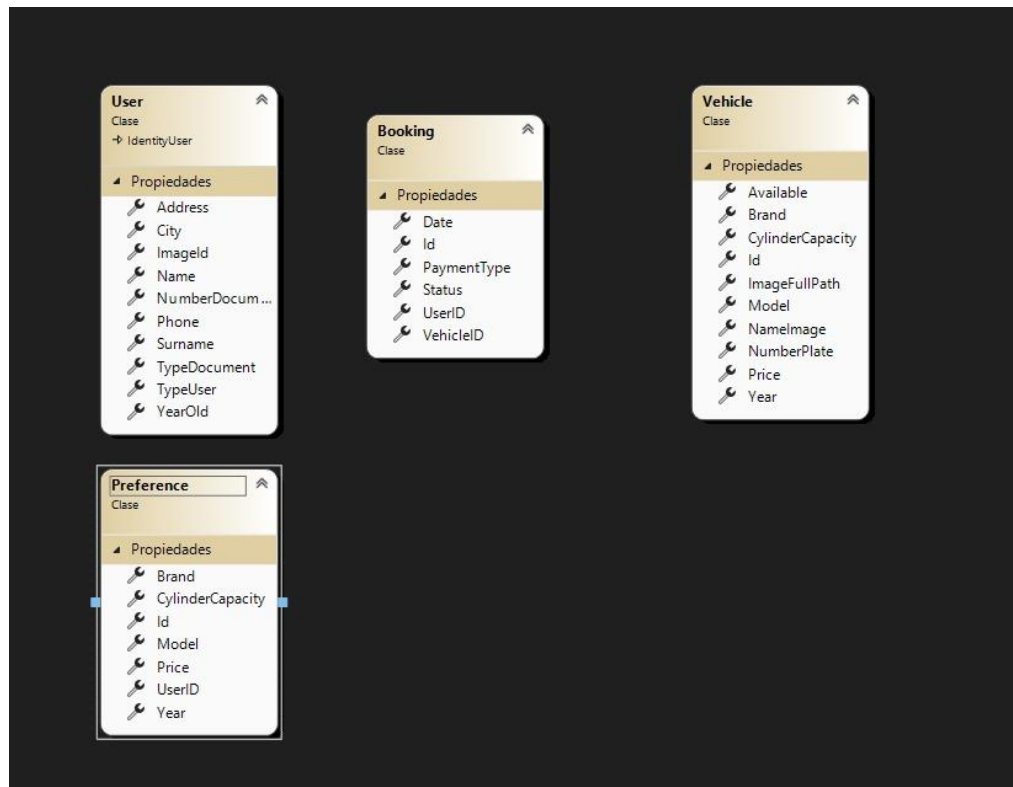 User
Clase
IdentityUser
Propiedades
Address
City
ImageId
Name
NumberDocum...
Phone
Surname
TypeDocument
TypeUser
YearOld
Booking
Clase
Propiedades
Date
Id
PaymentType
Status
UserID
VehicleID
Vehicle
Clase
Propiedades
Available
Brand
CylinderCapacity
Id
ImageFullPath
Model
NameImage
NumberPlate
Price
Year
Preference
Clase
Propiedades
Brand
CylinderCapacity
Id
Model
Price
UserID
Year